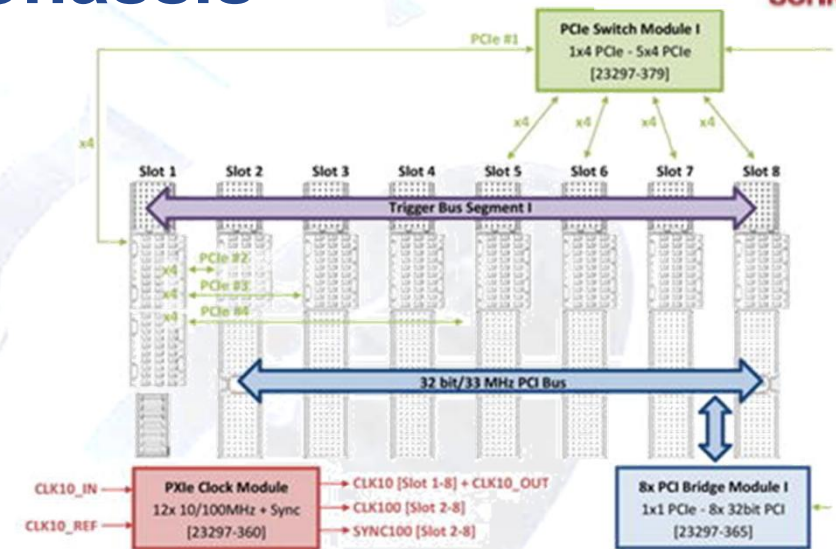 PCIe Switch Module I
1x4 PCIe - 5x4 PCIe
[23297-379]
PCIe #1
x4
x4
x4
x4
x4
Slot 1
Slot 2
Slot 3
Slot 4
Slot 5
Slot 6
Slot 7
Slot 8
Trigger Bus Segment I
PCIe #2
x4
PCIe #3
x4
PCIe #4
x4
32 bit/33 MHz PCI Bus
CLK10_IN
CLK10_REF
PXIe Clock Module
12x 10/100MHz + Sync
[23297-360]
CLK10 [Slot 1-8] + CLK10_OUT
CLK100 [Slot 2-8]
SYNC100 [Slot 2-8]
8x PCI Bridge Module I
1x1 PCIe - 8x 32bit PCI
[23297-365]